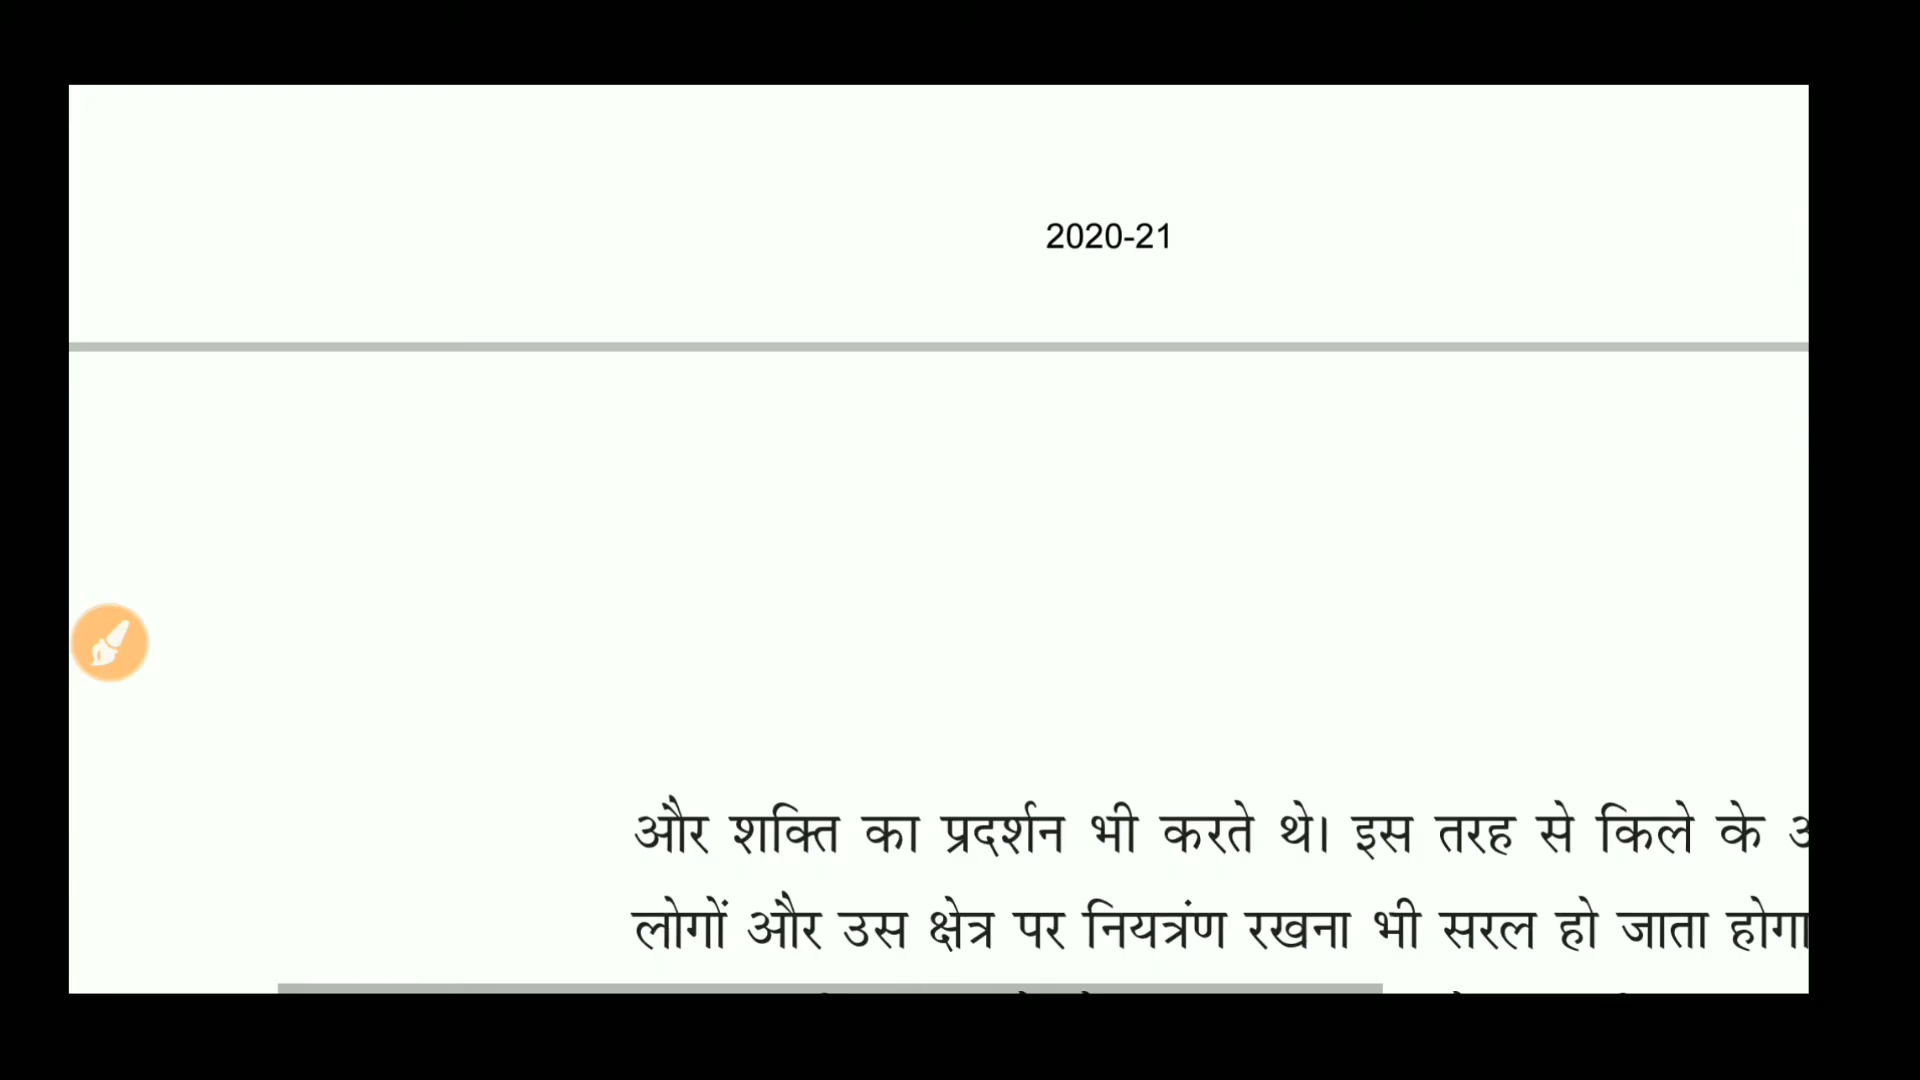 2020-21
और शक्ति का प्रदर्शन भी करते थे। इस तरह से किले के
लोगों और उस क्षेत्र पर नियत्रंण रखना भी सरल हो जाता होगा